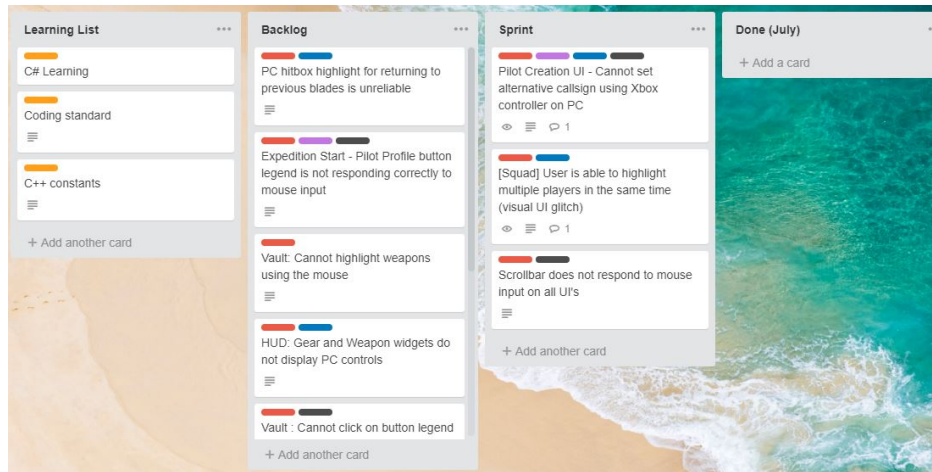 Learning List
C# Learning
Coding standard
C++ constants
+ Add another card
Backlog
PC hitbox highlight for returning to
previous blades is unreliable
Expedition Start - Pilot Profile button
legend is not responding correctly to
mouse input
Vault: Cannot highlight weapons
using the mouse
HUD: Gear and Weapon widgets do
not display PC controls
Vault : Cannot click on button legend
+ Add another card
Sprint
Pilot Creation UI - Cannot set
alternative callsign using Xbox
controller on PC
1
[Squad] User is able to highlight
multiple players in the same time
(visual UI glitch)
1
Scrollbar does not respond to mouse
input on all UI's
+ Add another card
Done (July)
+ Add a card